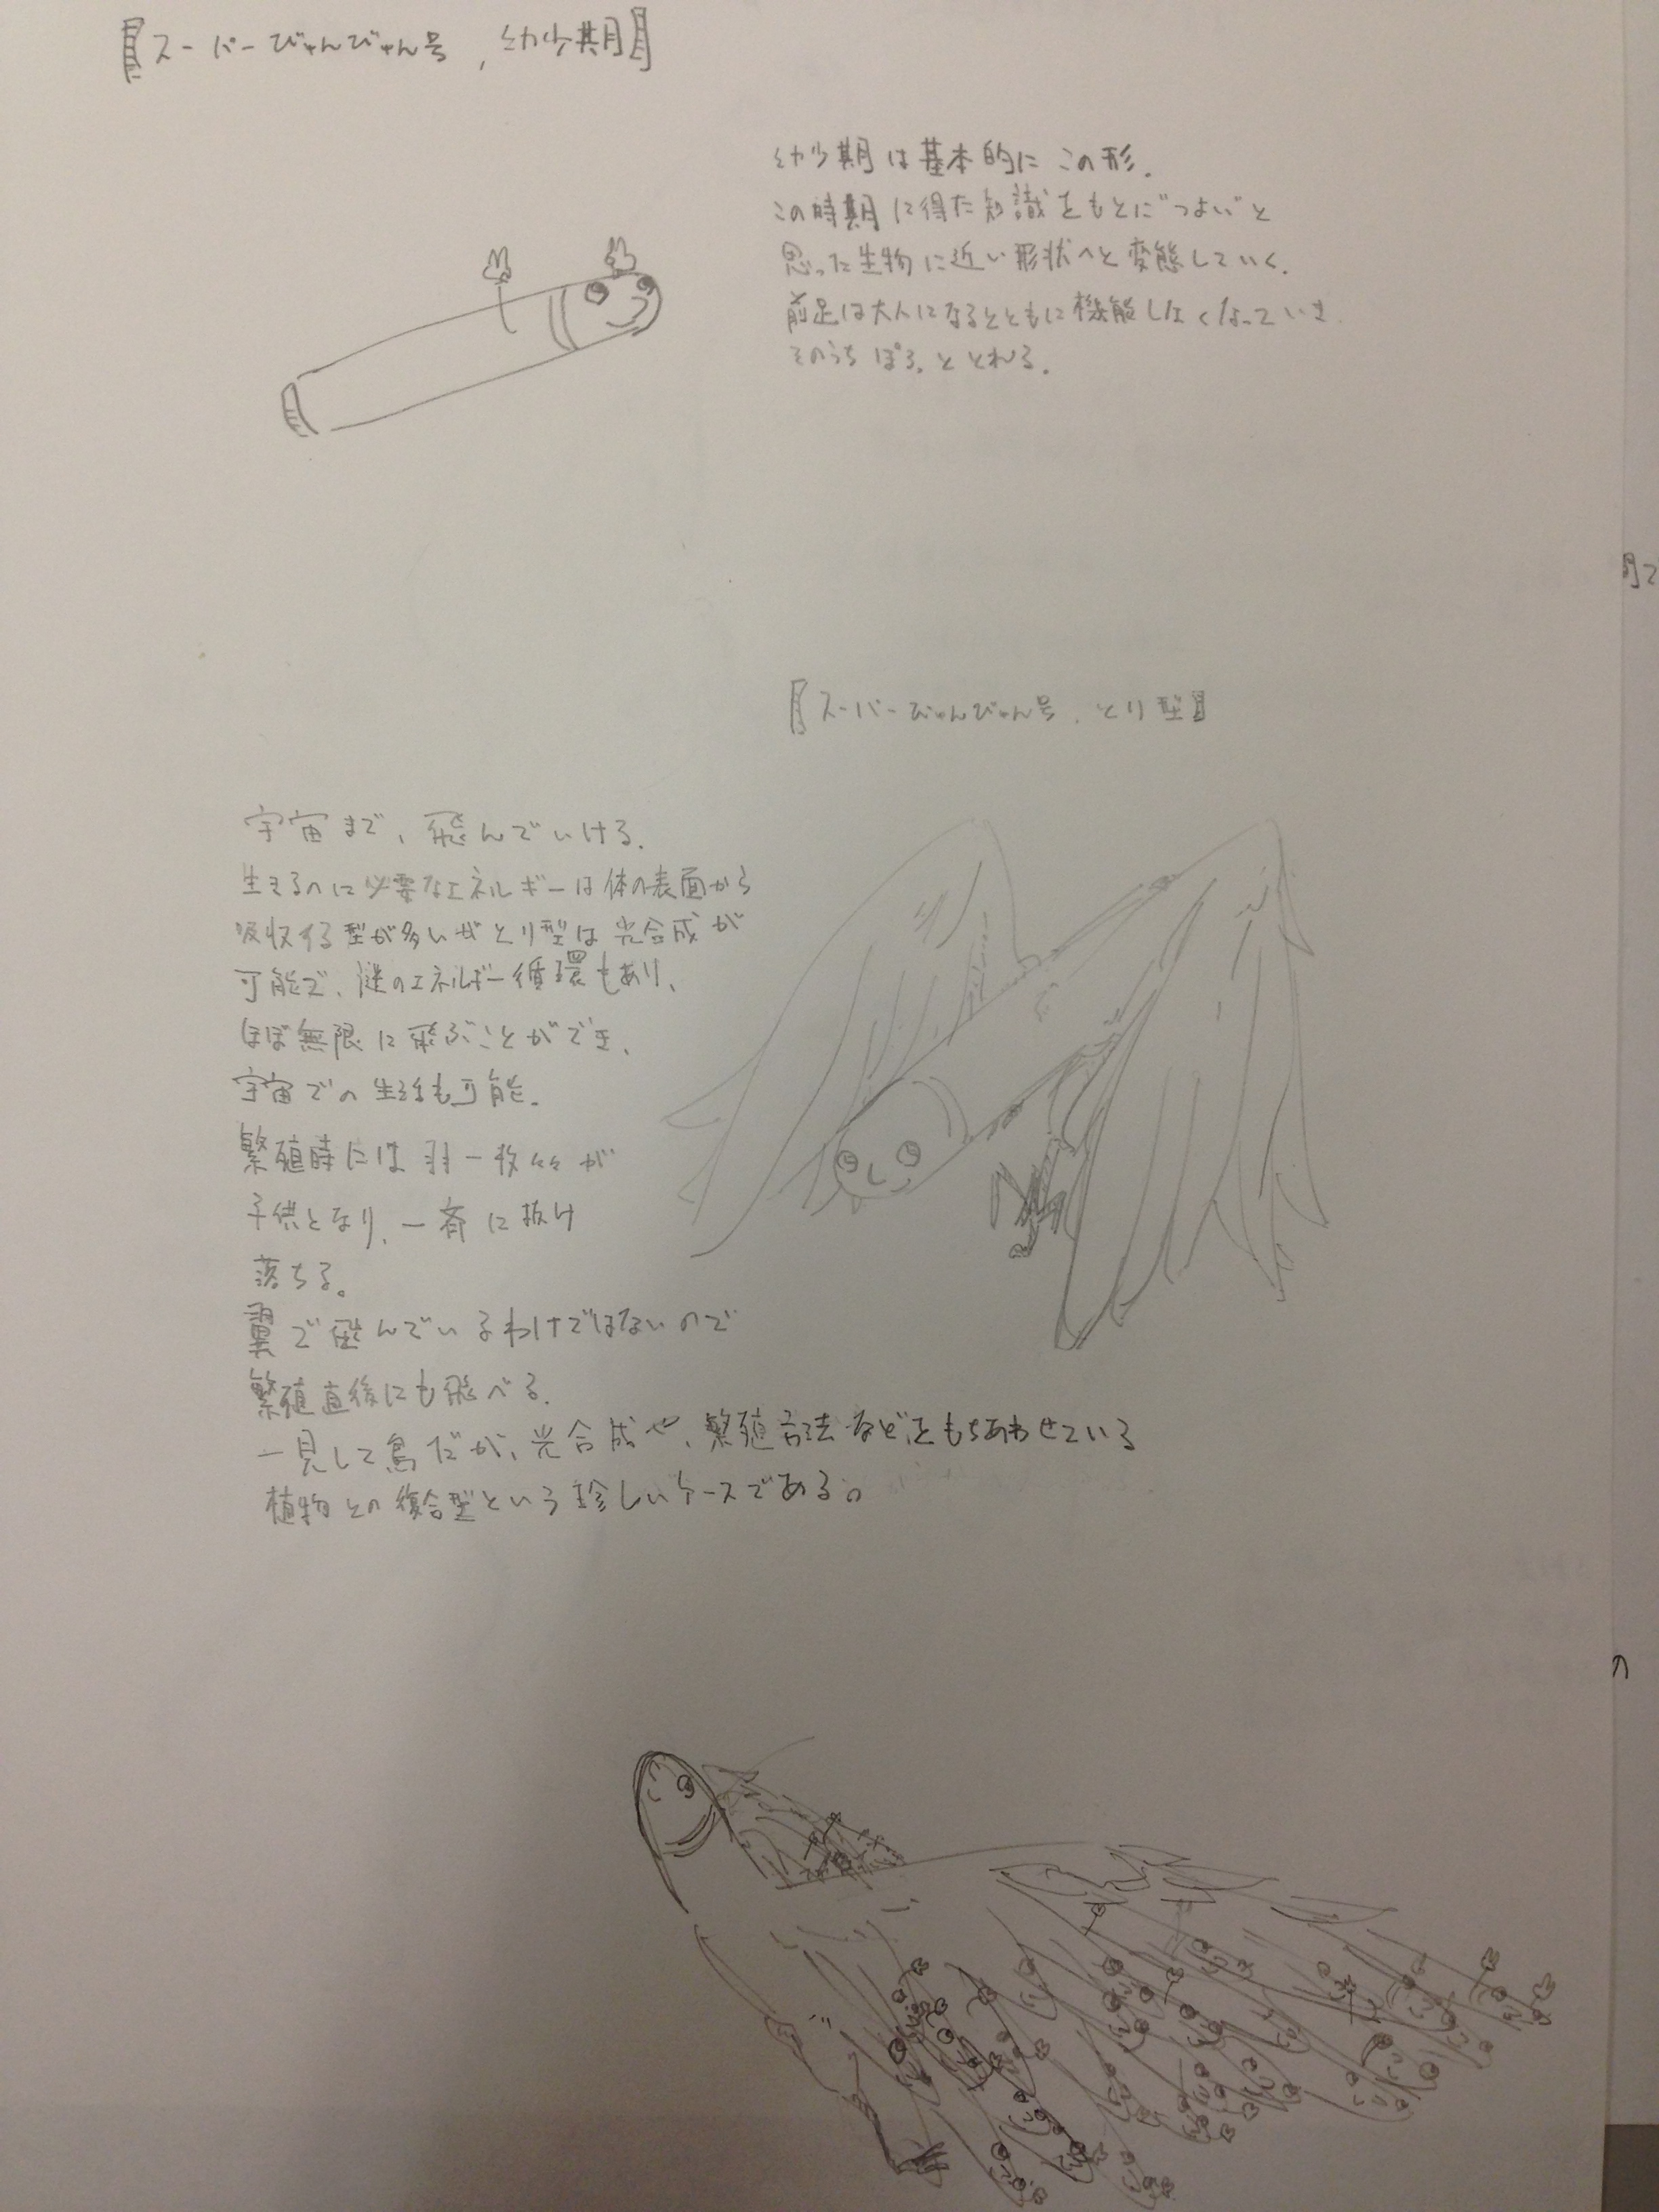 【スーパーびゅんびゅん号、幼少期】
幼少期は基本的にこの形.
この時期に得た知識をもとに"つよい"と
思った生物に近い形状へと変態していく.
前足は大人になるとともに機能しなくなっていき
そのうちぽろっととれる.
【スーパーびゅんびゅん号、とり型】
宇宙まで、飛んでいける.
生きるのに必要なエネルギーは体の表面から
吸収する型が多いがとり型は光合成が
可能で、謎のエネルギー循環もあり、
ほぼ無限に飛ぶことができ、
宇宙での生活も可能.
繁殖時には羽一枚々々が
子供となり、一斉に抜け
落ちる。
翼で飛んでいるわけではないので
繁殖直後にも飛べる.
一見して鳥だが、光合成や、繁殖方法などをもちあわせている
植物との複合型という珍しいケースである。
の